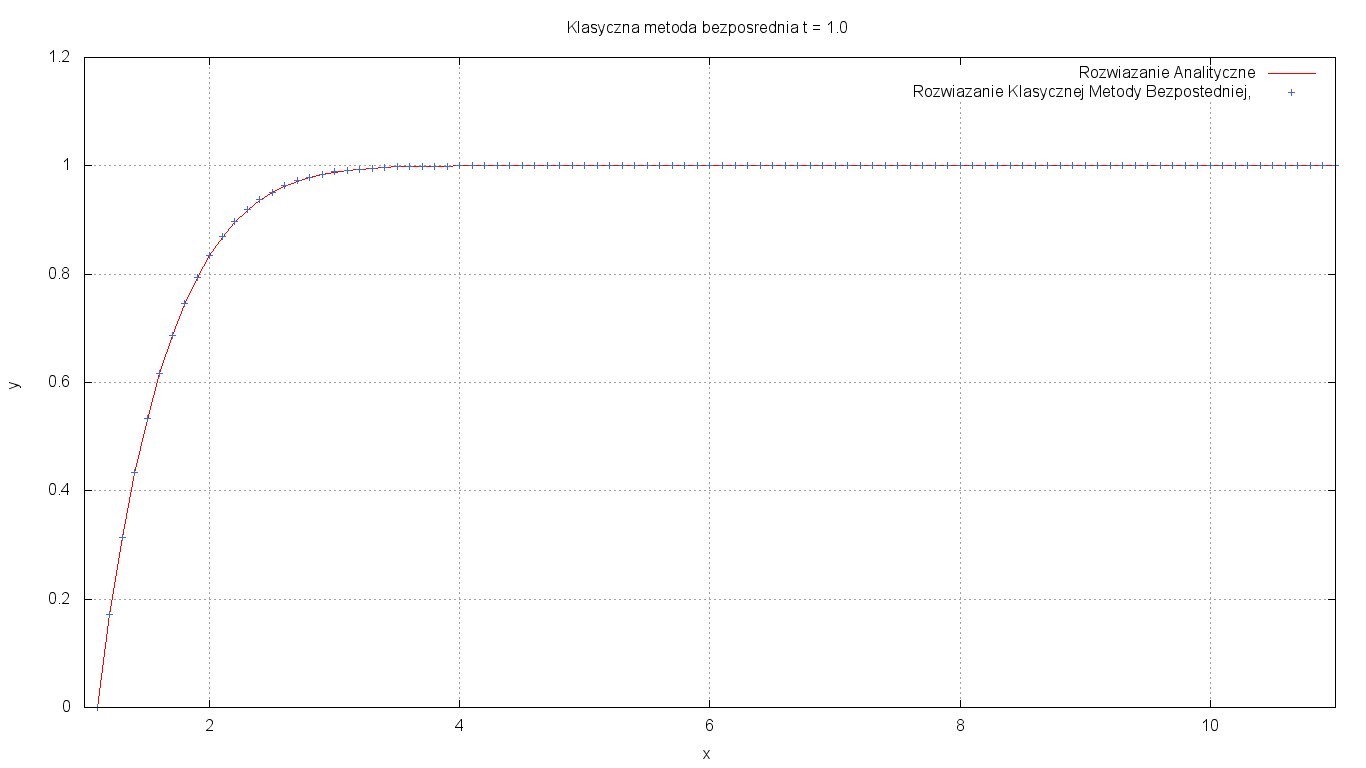 Klasyczna metoda bezposrednia t = 1.0
1.2
Rozwiazanie Analityczne
Rozwiazanie Klasycznej Metody Bezpostedniej,
1
0.8
0.6
y
0.4
0.2
0
2 4 6 8 10
x